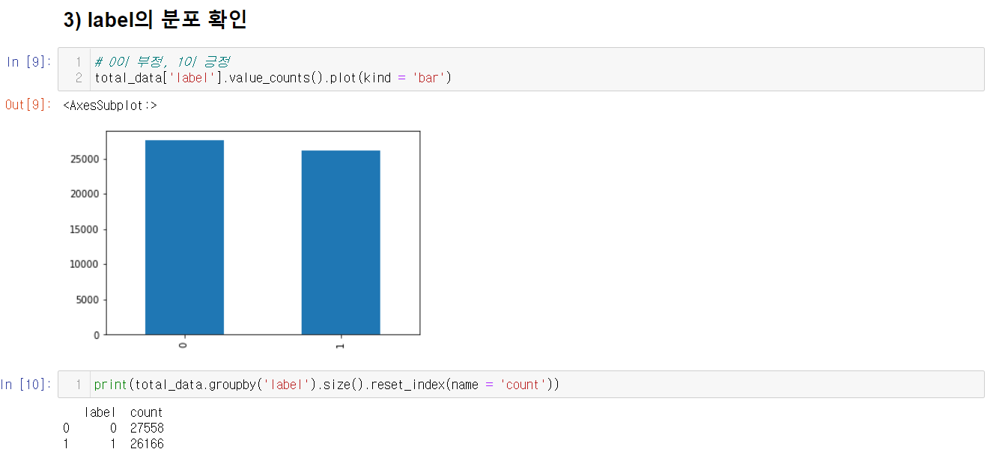 3) label의 분포 확인
In [9]:
1 # 0이 부정, 1이 긍정
2 total_data['label'].value_counts().plot(kind = 'bar')
Out[9]: <AxesSubplot:>
25000
20000
15000
10000
5000
0
0 1
In [10]:
1 print(total_data.groupby('label').size().reset_index(name = 'count'))
label count
0 0 27558
1 1 26166